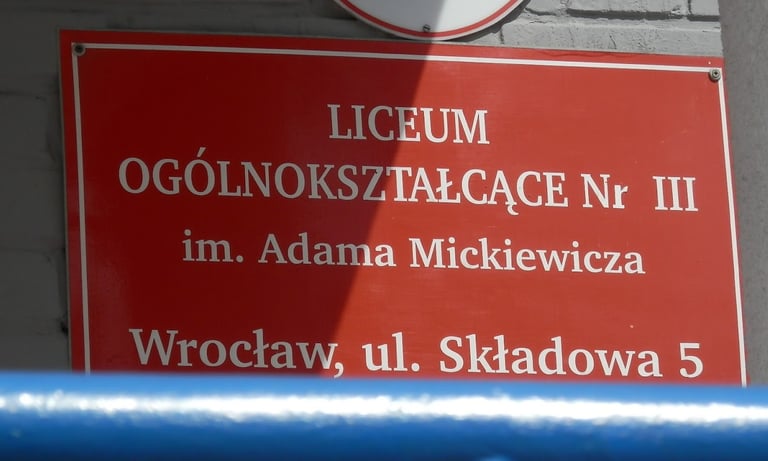 LICEUM
OGÓLNOKSZTAŁCĄCE Nr III
im. Adama Mickiewicza
Wrocław, ul. Składowa 5